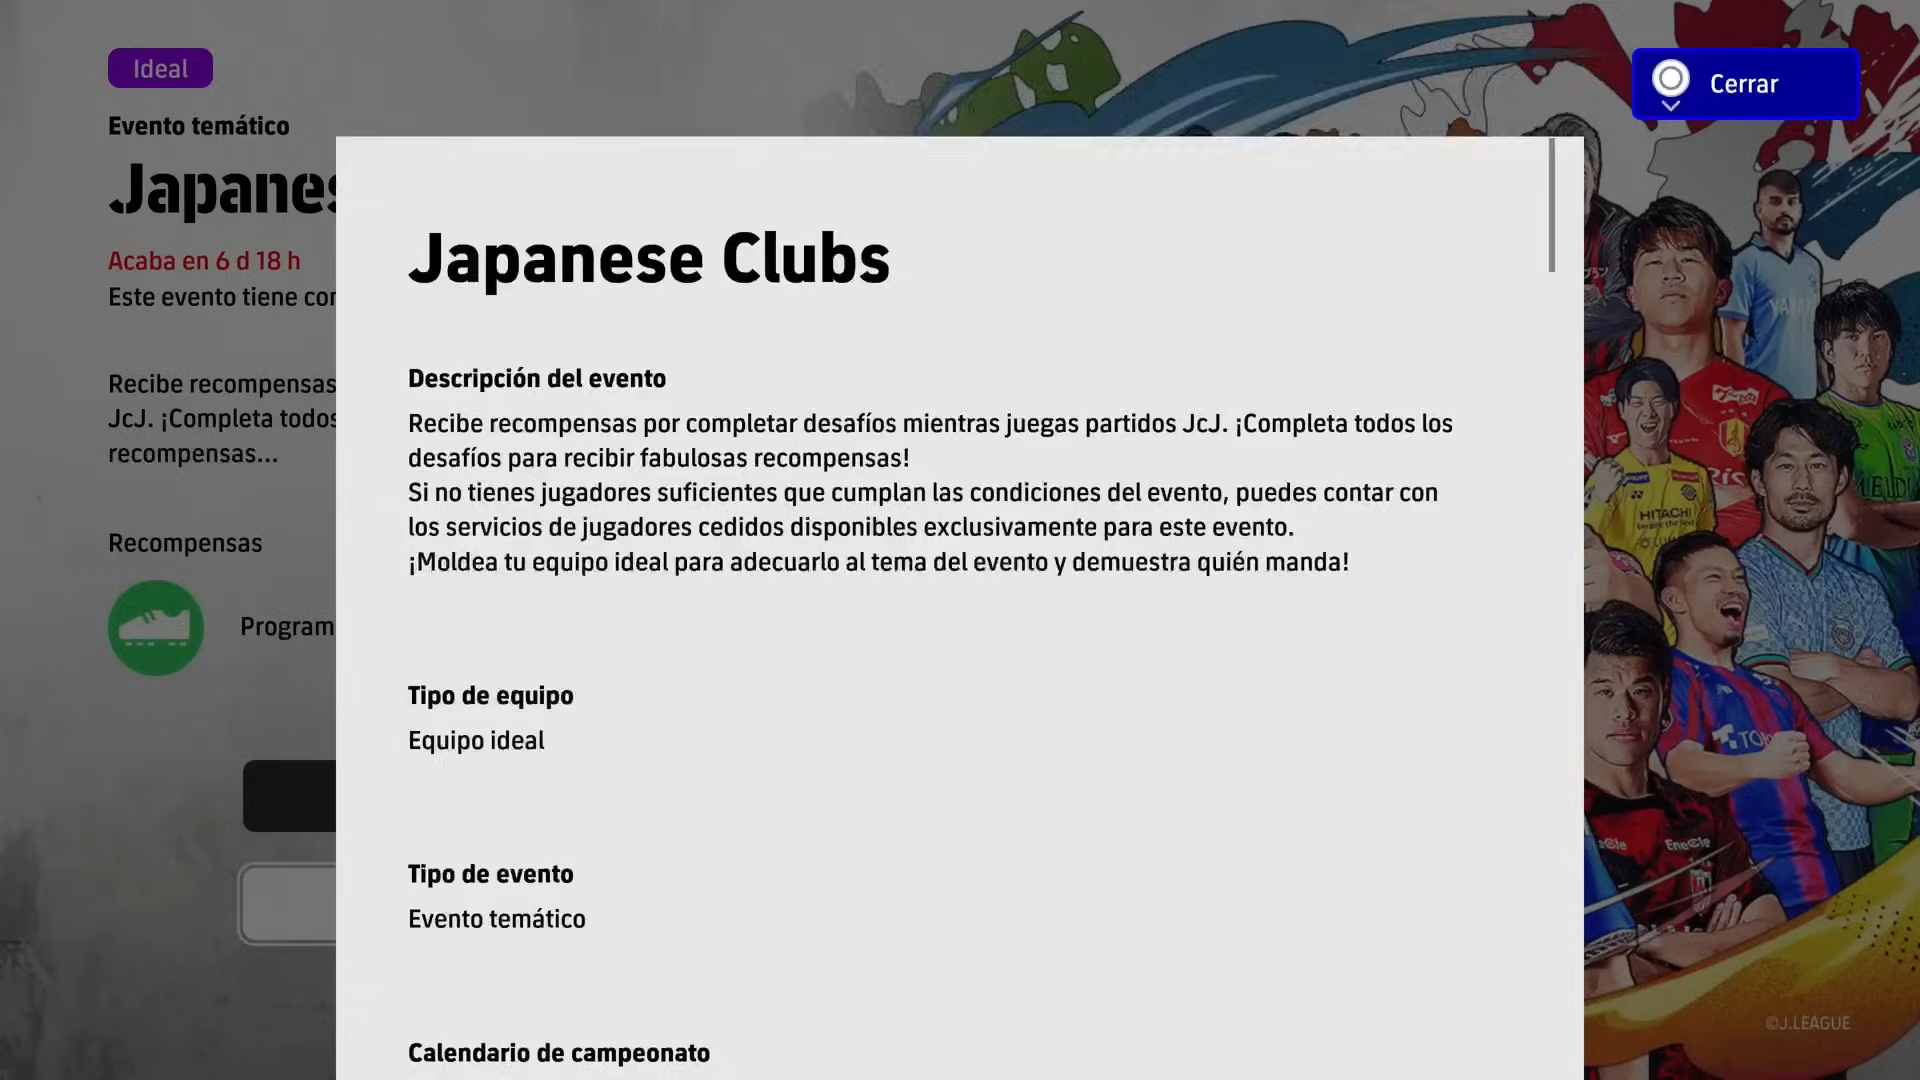 Ideal
Evento temático
Japanes
Acaba en 6 d 18 h
Este evento tiene con
Recibe recompensas
JcJ. ¡Completa todos
recompensas...
Recompensas
Program
Cerrar
Japanese Clubs
Descripción del evento
Recibe recompensas por completar desafíos mientras juegas partidos JcJ. ¡Completa todos los
desafíos para recibir fabulosas recompensas!
Si no tienes jugadores suficientes que cumplan las condiciones del evento, puedes contar con
los servicios de jugadores cedidos disponibles exclusivamente para este evento.
¡Moldea tu equipo ideal para adecuarlo al tema del evento y demuestra quién manda!
Tipo de equipo
Equipo ideal
Tipo de evento
Evento temático
Calendario de campeonato
HITACHI
©J.LEAGUE